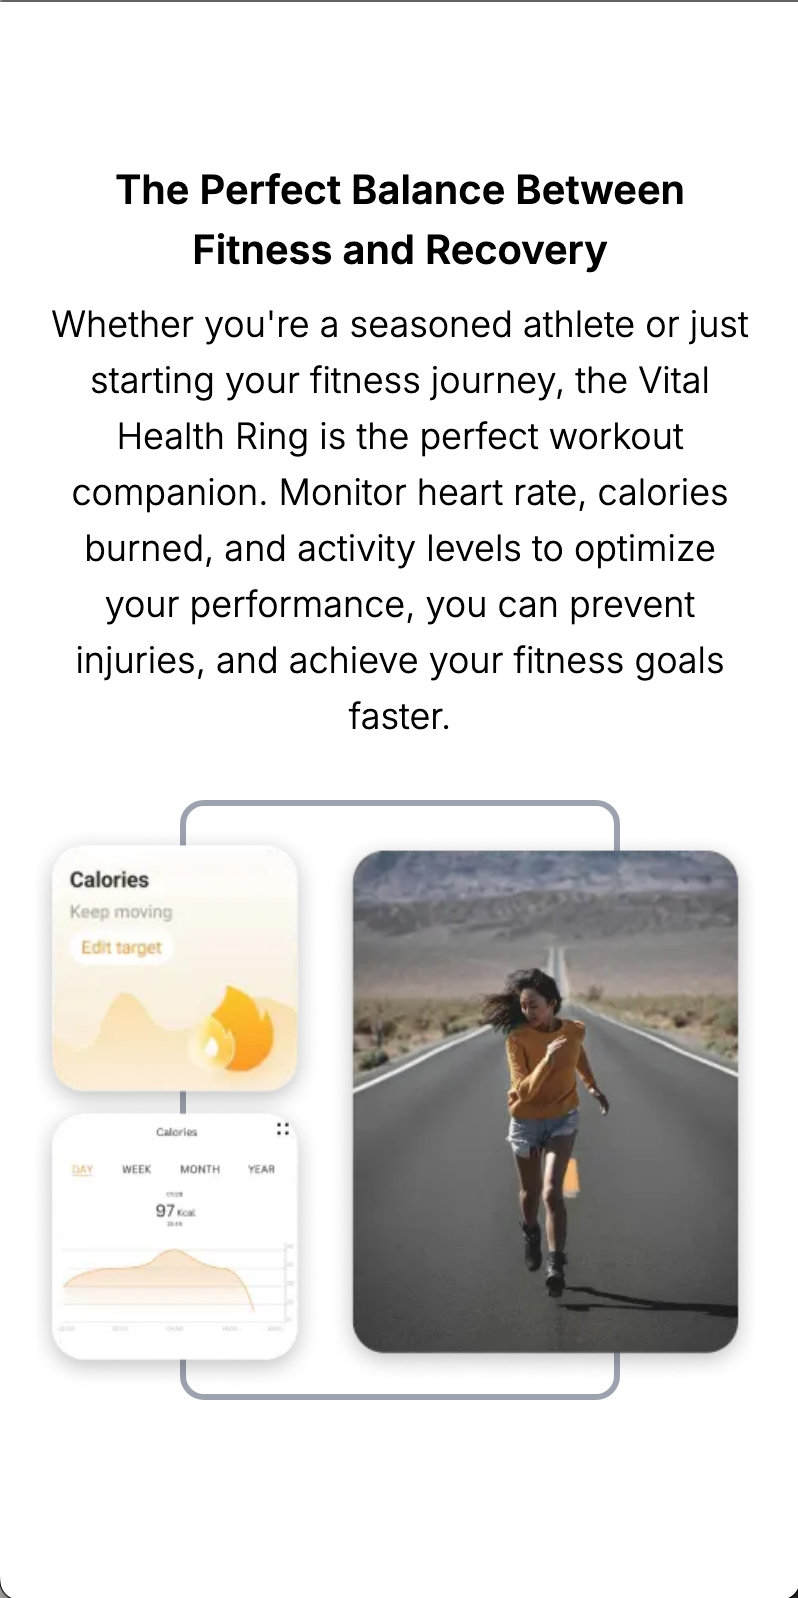 The Perfect Balance Between
Fitness and Recovery
Whether you're a seasoned athlete or just
starting your fitness journey, the Vital
Health Ring is the perfect workout
companion. Monitor heart rate, calories
burned, and activity levels to optimize
your performance, you can prevent
injuries, and achieve your fitness goals
faster.
Calories
Keep moving
Edit target
Calories
DAY WEEK MONTH YEAR
97 Kcal